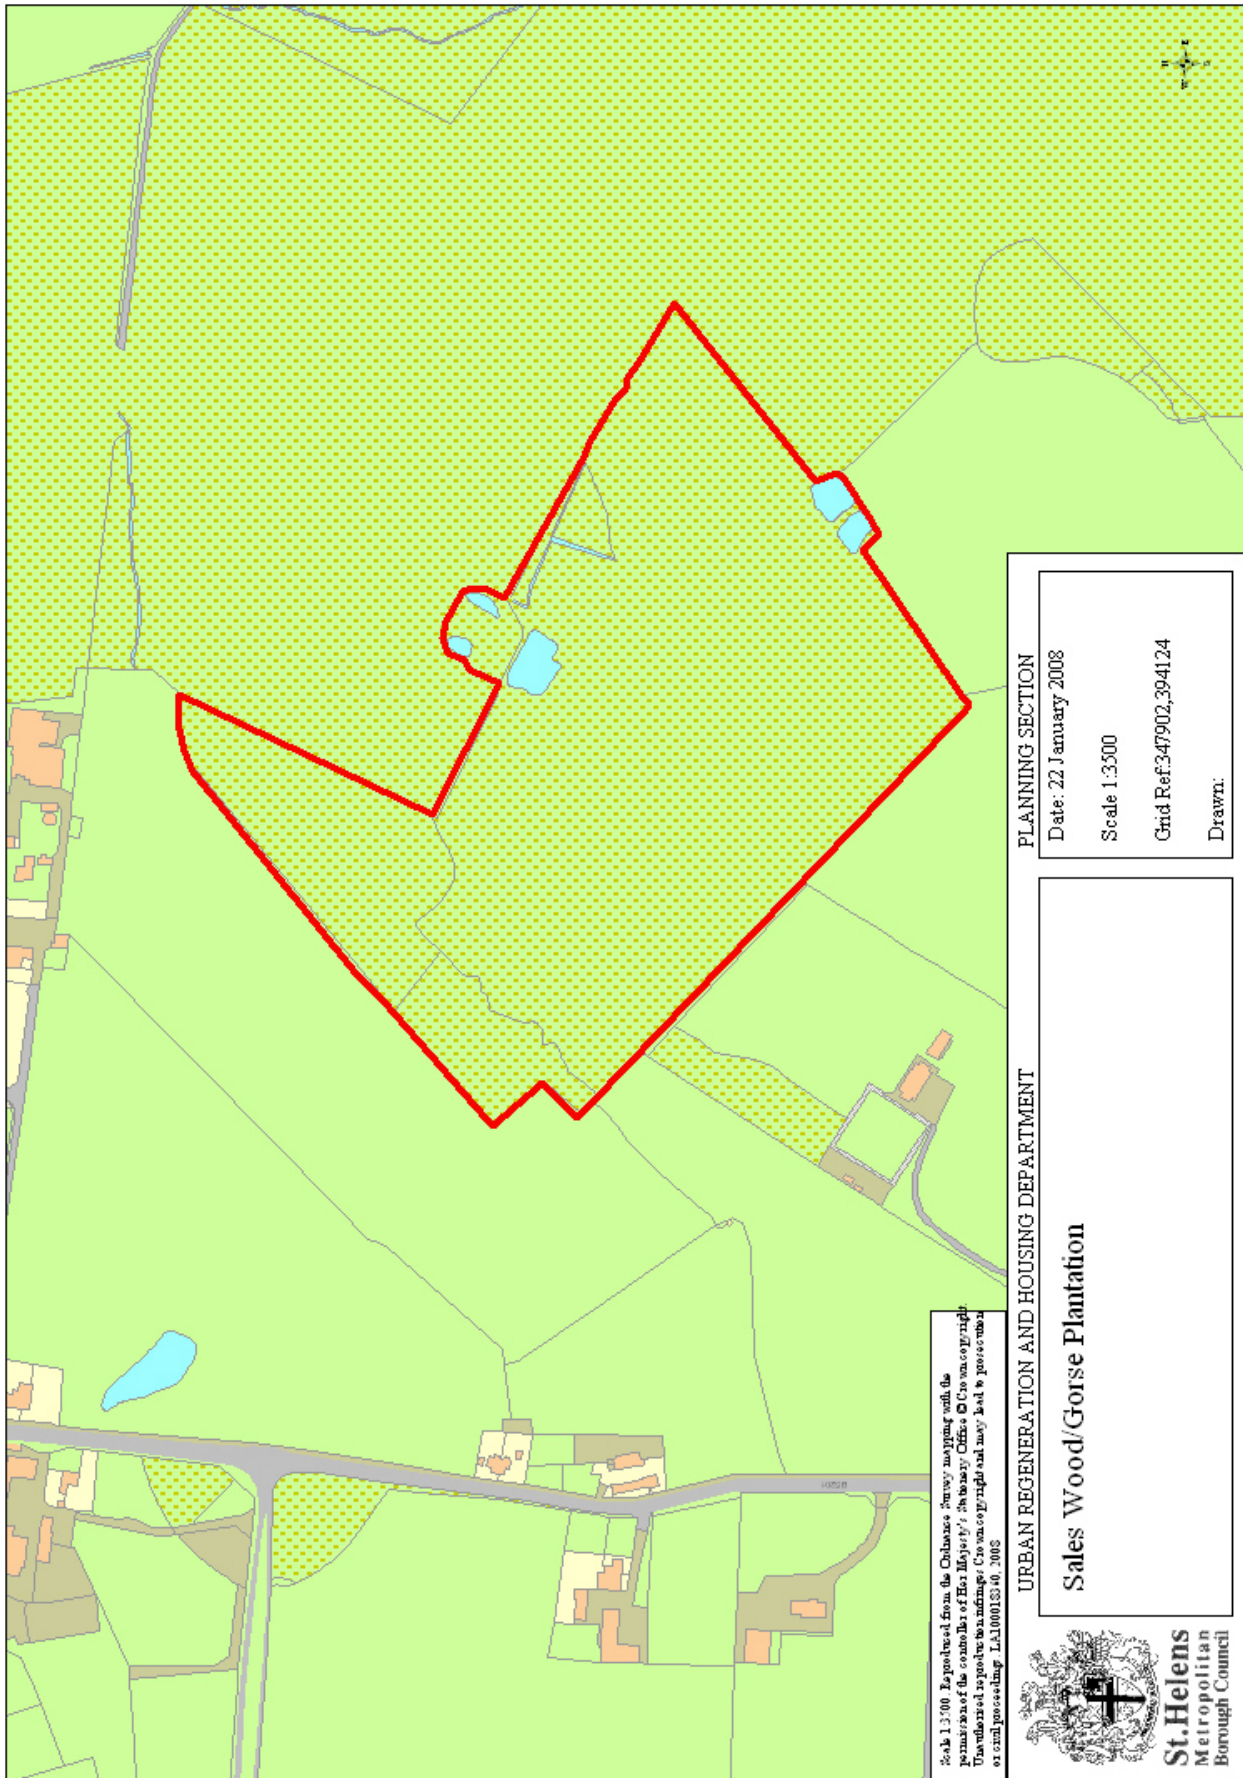 N
W E
S
B5201
Scale 1:3500. Reproduced from the Ordnance Survey mapping with the
permission of the controller of Her Majesty's Stationery Office © Crown copyright.
Unauthorised reproduction infringes Crown copyright and may lead to prosecution
or civil proceedings. LA100018340, 2008
URBAN REGENERATION AND HOUSING DEPARTMENT
PLANNING SECTION
Sales Wood/Gorse Plantation
Date: 22 January 2008
Scale 1:3500
Grid Ref:347902,394124
Drawn:
St.Helens
Metropolitan
Borough Council